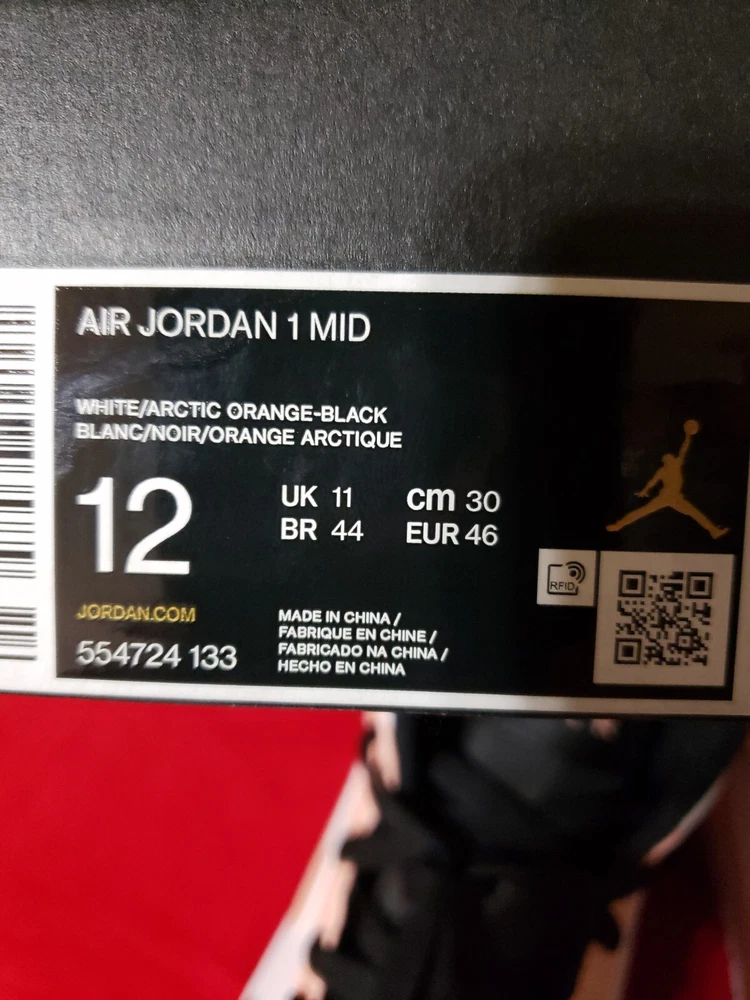 AIR JORDAN 1 MID
WHITE/ARCTIC ORANGE-BLACK
BLANC/NOIR/ORANGE ARCTIQUE
12
UK 11
cm 30
BR 44
EUR 46
RFID
JORDAN.COM
554724 133
MADE IN CHINA /
FABRIQUE EN CHINE /
FABRICADO NA CHINA /
HECHO EN CHINA